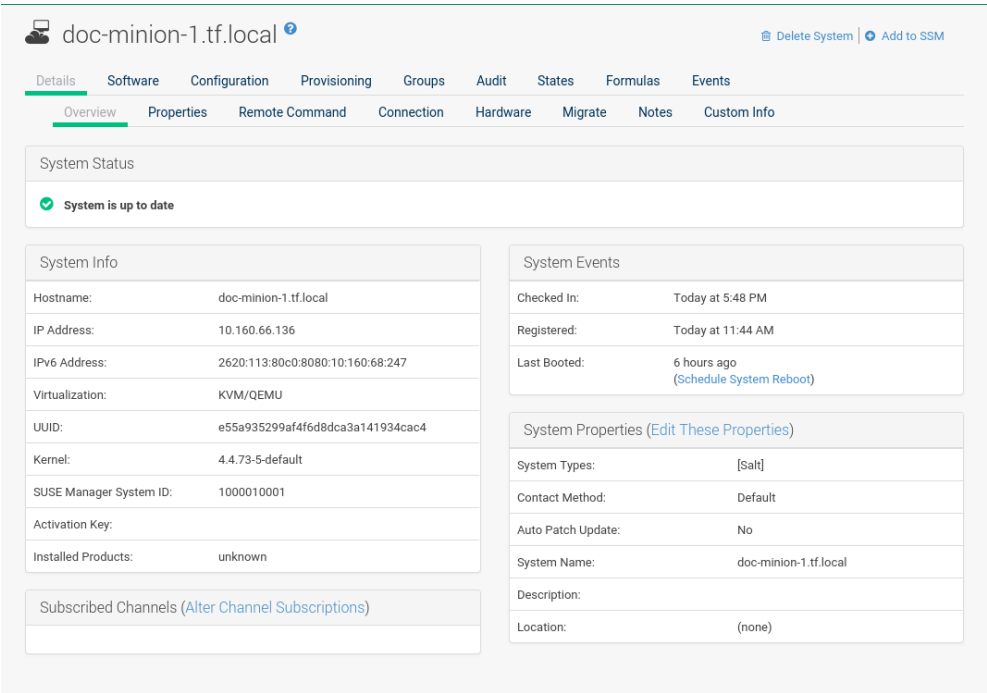 doc-minion-1.tf.local ?
Delete System | Add to SSM
Details Software Configuration Provisioning Groups Audit States Formulas Events
Overview Properties Remote Command Connection Hardware Migrate Notes Custom Info
System Status
System is up to date
System Info
Hostname: doc-minion-1.tf.local
IP Address: 10.160.66.136
IPv6 Address: 2620:113:80c0:8080:10:160:68:247
Virtualization: KVM/QEMU
UUID: e55a935299af4f6d8dca3a141934cac4
Kernel: 4.4.73-5-default
SUSE Manager System ID: 1000010001
Activation Key:
Installed Products: unknown
Subscribed Channels (Alter Channel Subscriptions)
System Events
Checked In: Today at 5:48 PM
Registered: Today at 11:44 AM
Last Booted: 6 hours ago
(Schedule System Reboot)
System Properties (Edit These Properties)
System Types: [Salt]
Contact Method: Default
Auto Patch Update: No
System Name: doc-minion-1.tf.local
Description:
Location: (none)